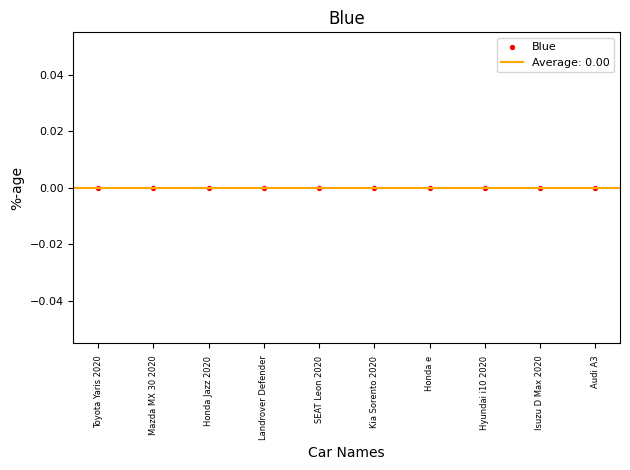 Blue
Blue
Average: 0.00
0.04
0.02
0.00
−0.02
−0.04
%-age
Toyota Yaris 2020
Mazda MX 30 2020
Honda Jazz 2020
Landrover Defender
SEAT Leon 2020
Kia Sorento 2020
Honda e
Hyundai i10 2020
Isuzu D Max 2020
Audi A3
Car Names